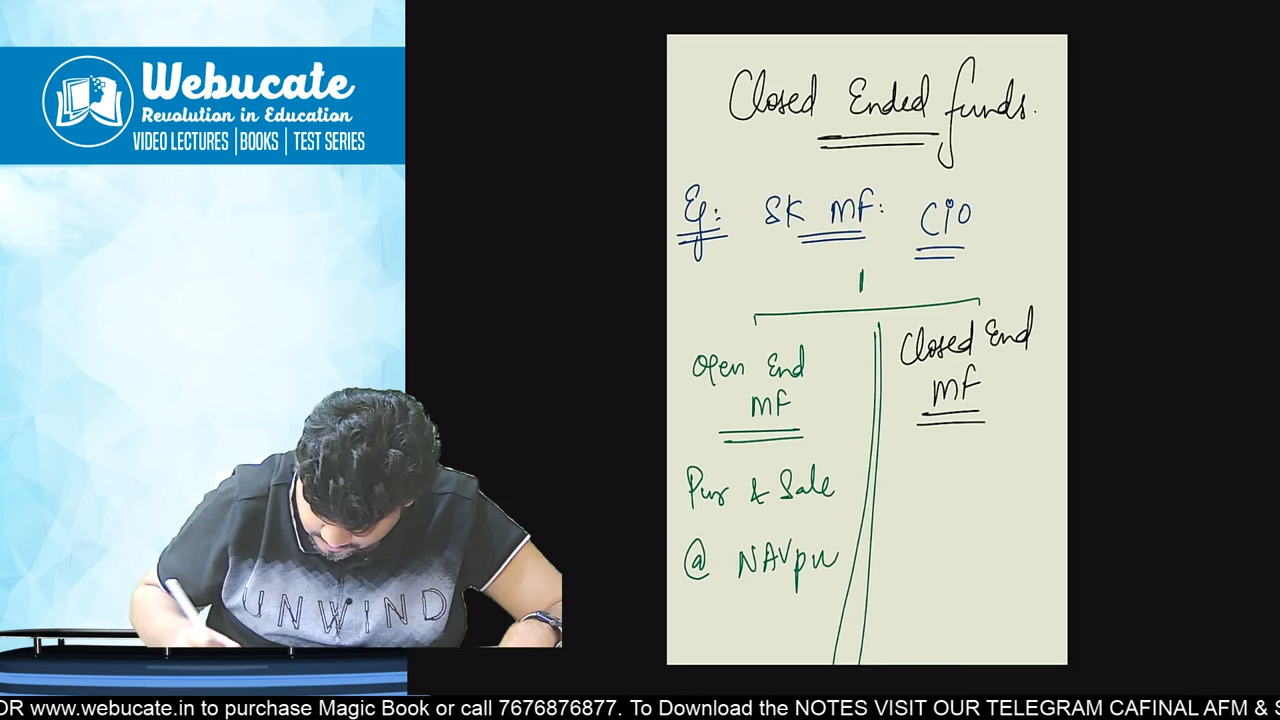 Webucate
Revolution in Education
VIDEO LECTURES | BOOKS | TEST SERIES
Closed Ended funds.
Eg: SK MF: CIO
Open End
MF
Pur & Sale
@ NAVpu
Closed End
MF
UNWIND
OR www.webucate.in to purchase Magic Book or call 7676876877. To Download the NOTES VISIT OUR TELEGRAM CAFINAL AFM & S